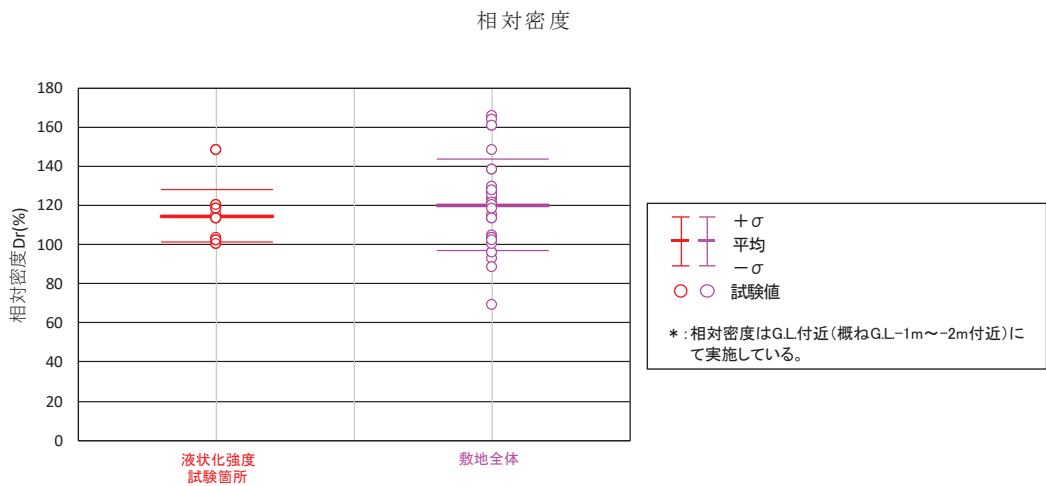 相対密度
相対密度Dr(%)
180
160
140
120
100
80
60
40
20
0
液状化強度
試験箇所
敷地全体
+σ
平均
−σ
試験値
*:相対密度はG.L.付近(概ねG.L.-1m～-2m付近)に
て実施している。